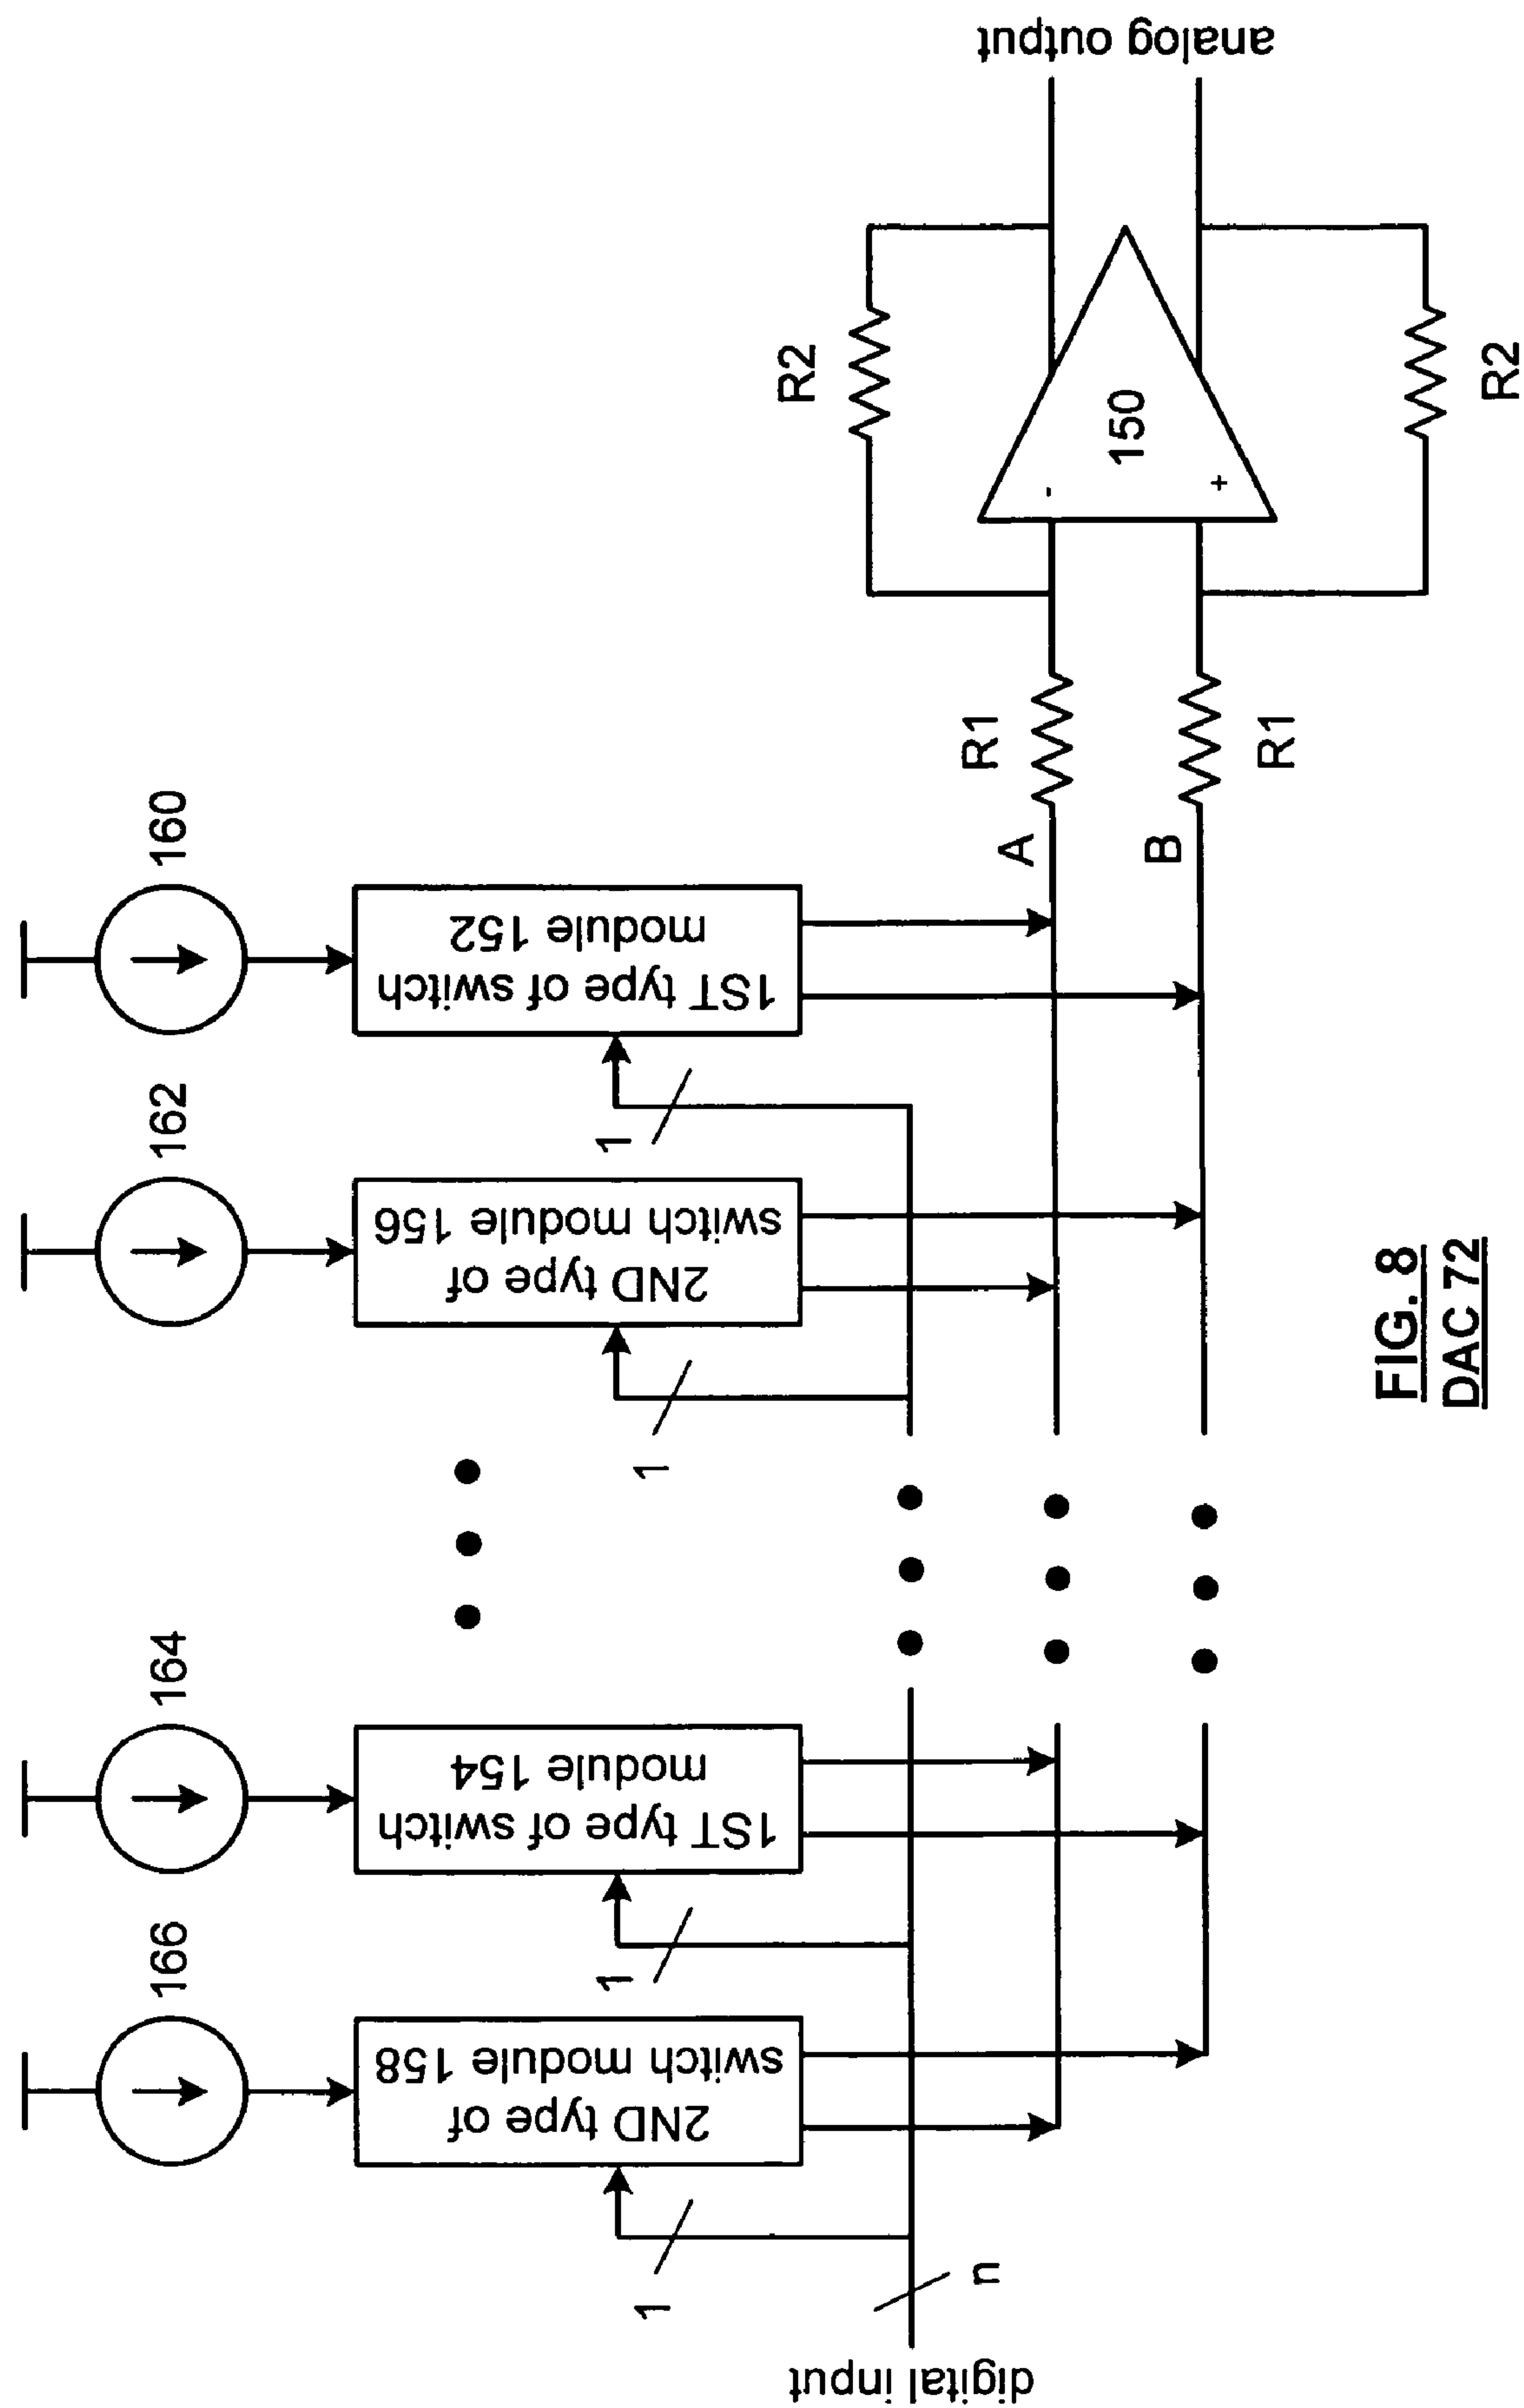 166
164
162
160
2ND type of
switch module 158
1ST type of switch
module 154
2ND type of
switch module 156
1ST type of switch
module 152
1
1
1
1
digital input
n
A
B
R1
R1
R2
R2
-
+
150
analog output
FIG. 8
DAC 72